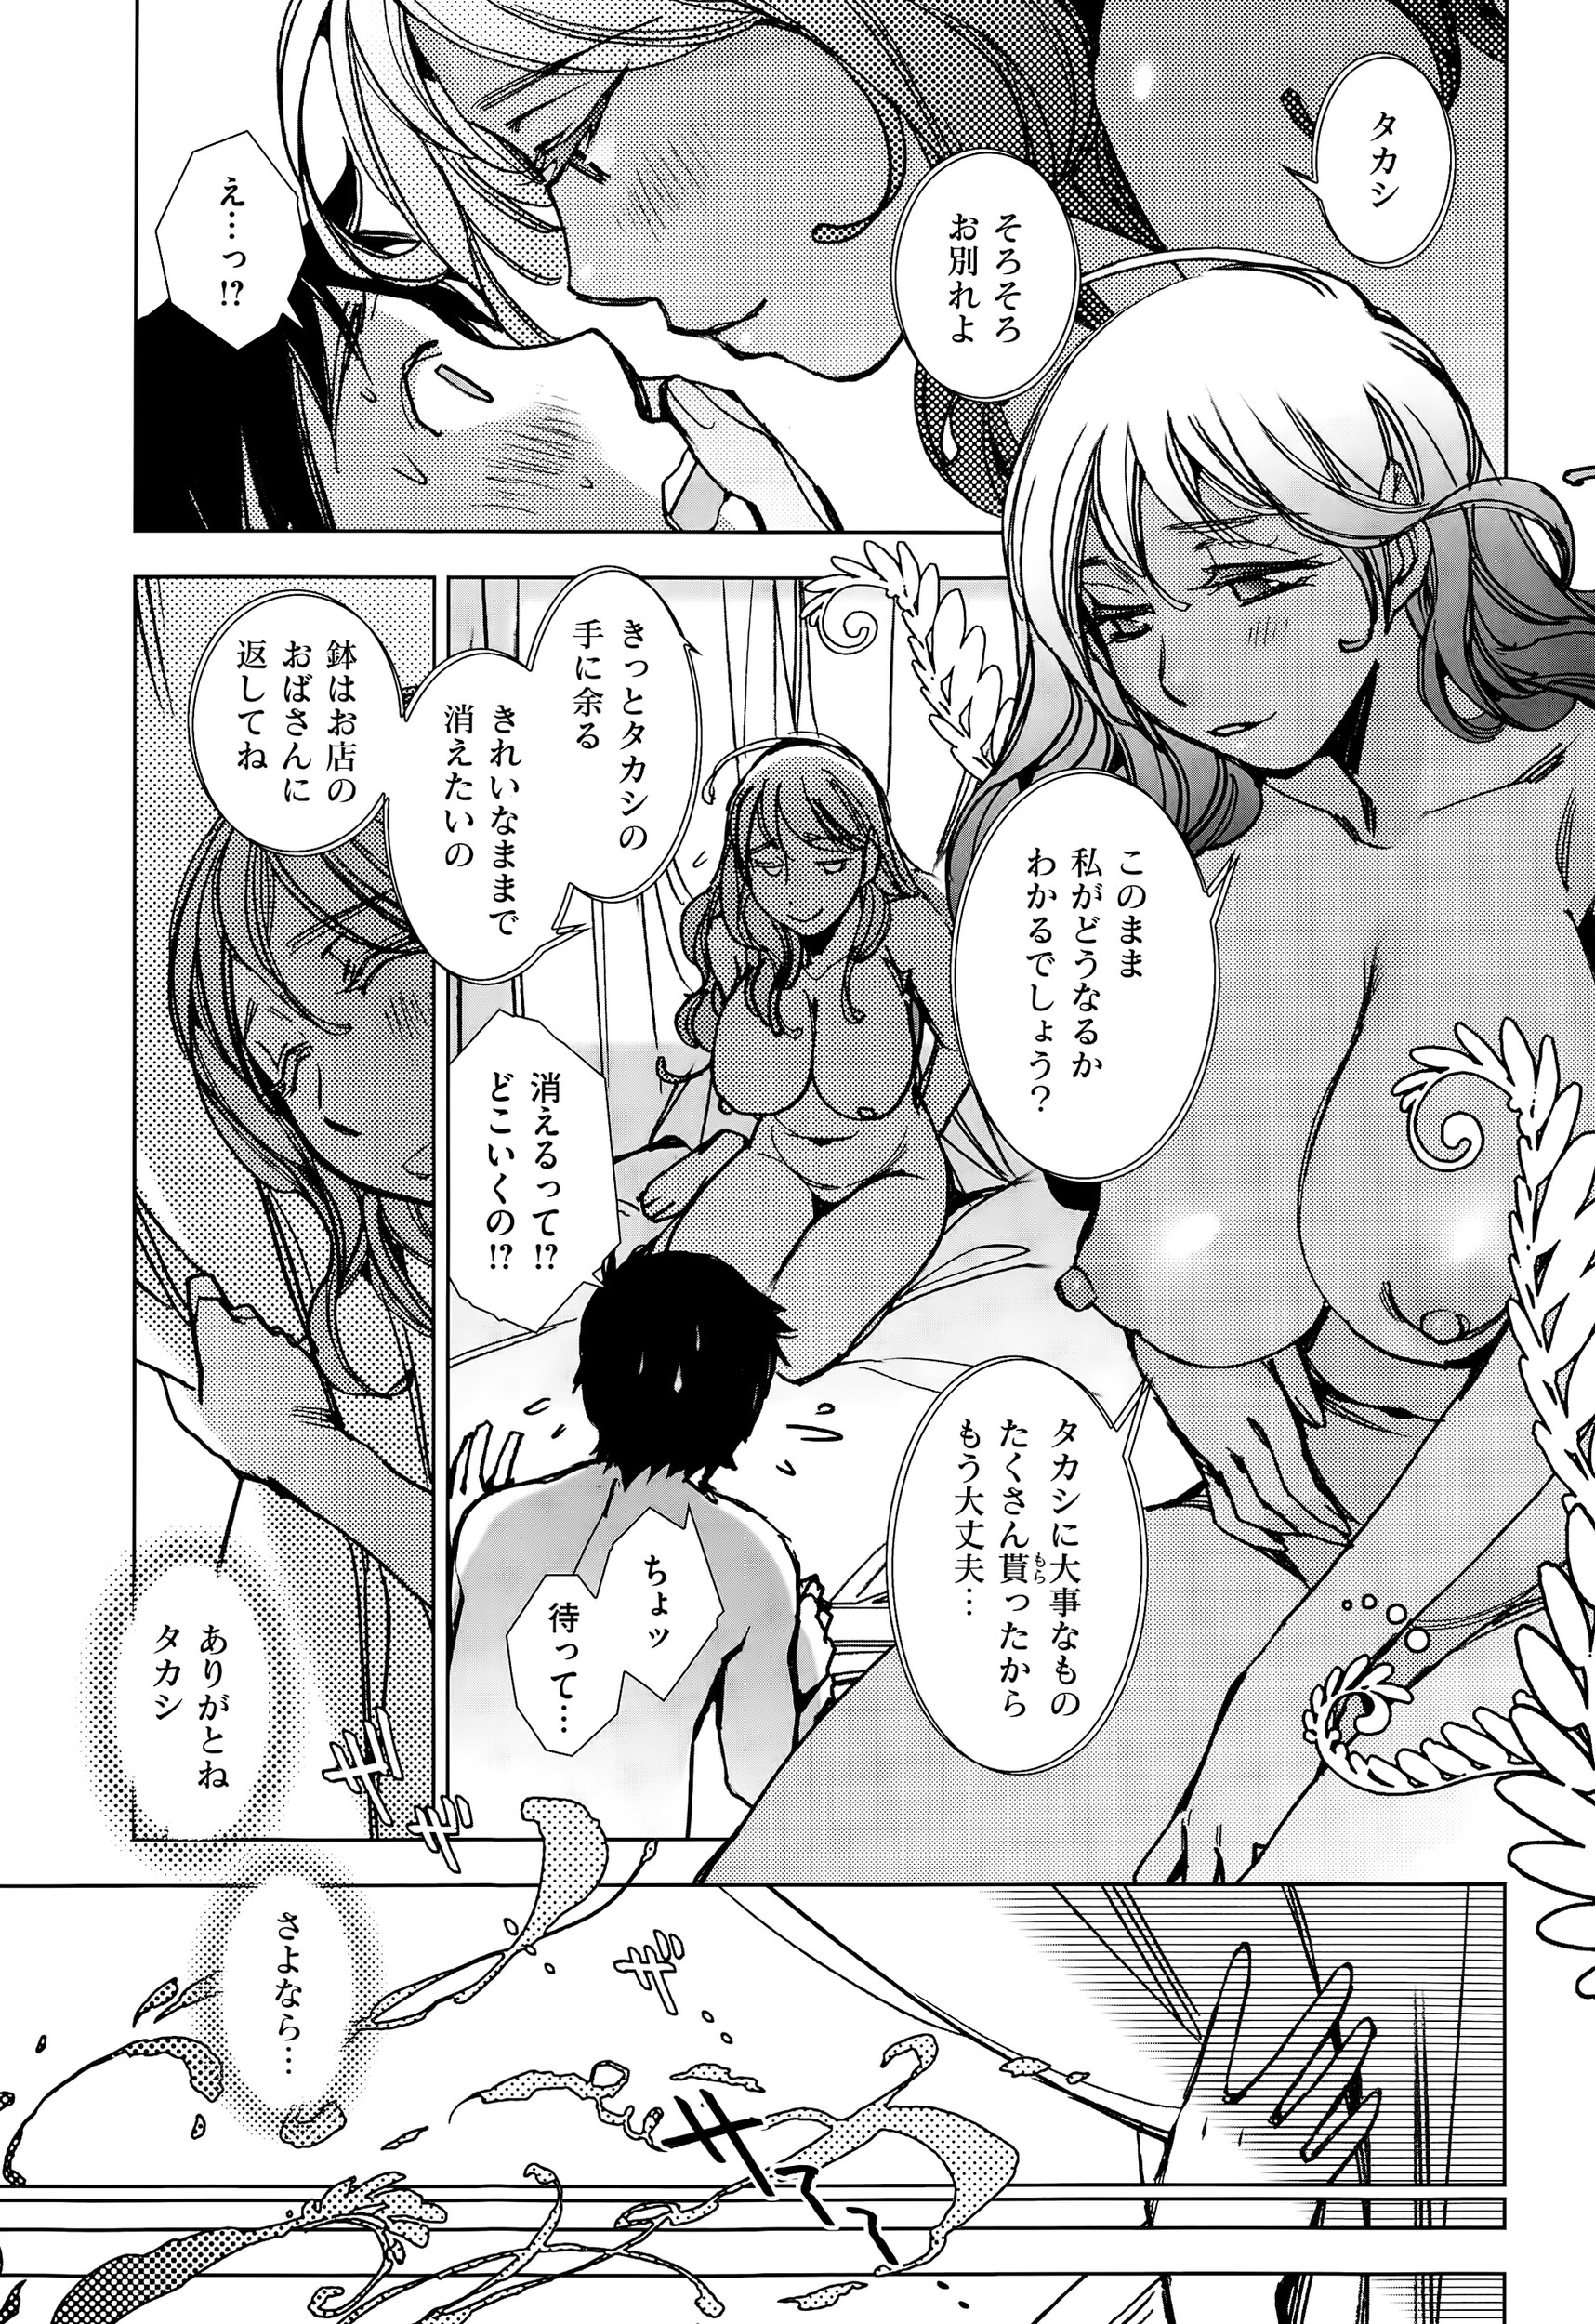 タカシ
そろそろ
お別れよ
え…っ!?
このまま
私がどうなるか
わかるでしょう？
タカシに大事なもの
たくさん貰ったから
もら
もう大丈夫…
きっとタカシの
手に余る
きれいなままで
消えたいの
消えるって!?
どこいくの!?
ちょッ
待って…
鉢はお店の
おばさんに
返してね
ありがとね
タカシ
さよなら…